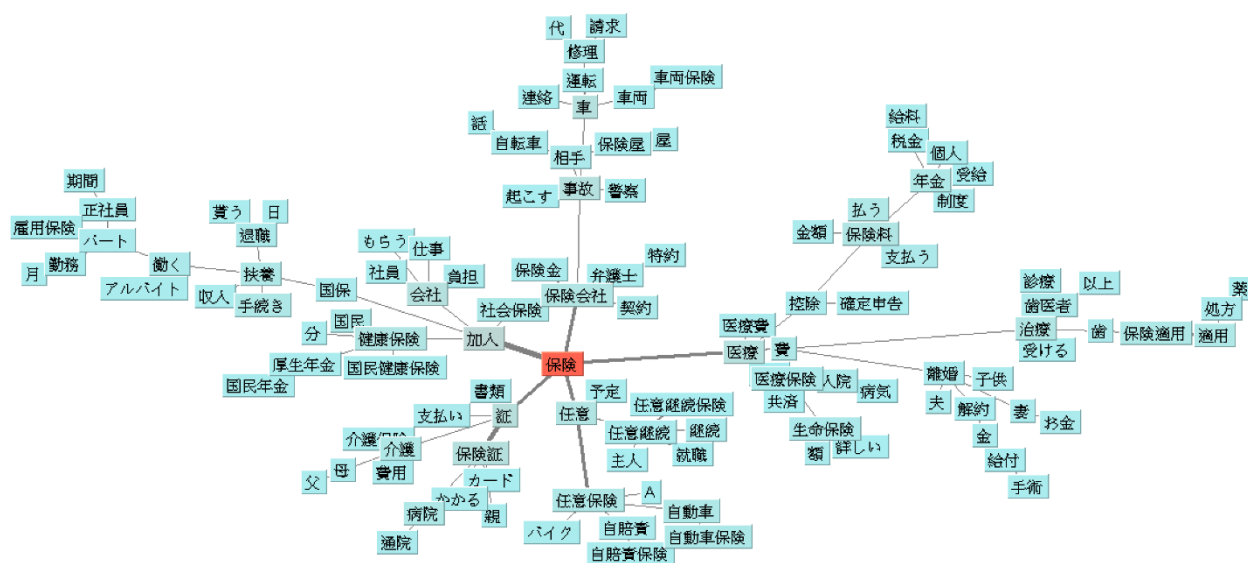 代
請求
修理
運転
車両保険
連絡
車
車両
話
自転車
保険屋
屋
相手
起こす
事故
警察
給料
税金
個人
受給
年金
制度
払う
金額
保険料
支払う
控除
確定申告
期間
正社員
雇用保険
パート
月
勤務
働く
アルバイト
貰う
日
退職
扶養
収入
手続き
国保
もらう
仕事
社員
負担
会社
社会保険
加入
保険金
弁護士
特約
保険会社
契約
国民
分
健康保険
厚生年金
国民健康保険
国民年金
保険
医療費
医療
費
医療保険
入院
病気
共済
生命保険
額
詳しい
診療
以上
歯医者
治療
受ける
歯
保険適用
適用
処方
薬
離婚
子供
夫
解約
妻
お金
金
給付
手術
書類
支払い
証
介護保険
介護
費用
母
父
保険証
カード
かかる
親
病院
通院
予定
任意
任意継続保険
任意継続
継続
主人
就職
任意保険
A
バイク
自賠責
自動車
自動車保険
自賠責保険